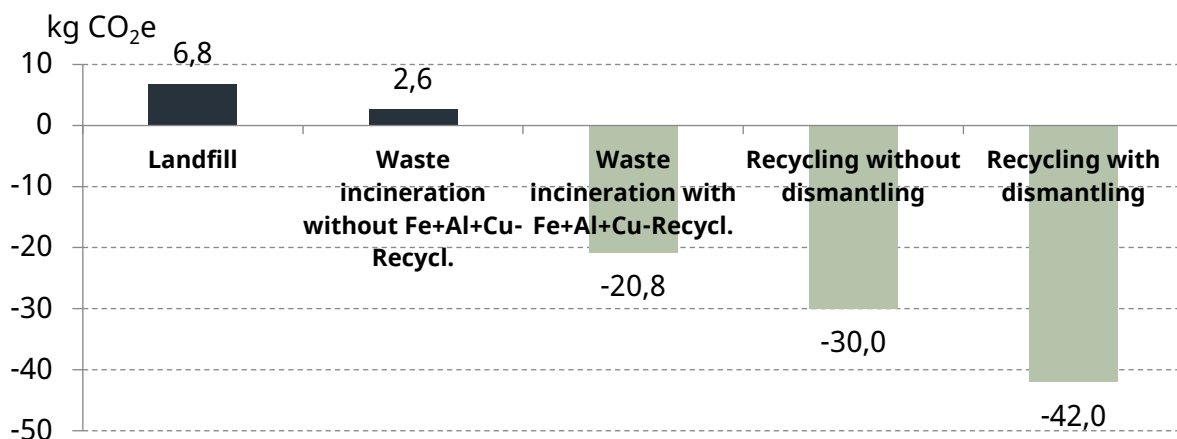 kg CO₂e
10
0
-10
-20
-30
-40
-50
6,8
2,6
-20,8
-30,0
-42,0
Landfill
Waste
incineration
without Fe+Al+Cu-
Recycl.
Waste
incineration with
Fe+Al+Cu-Recycl.
Recycling without
dismantling
Recycling with
dismantling